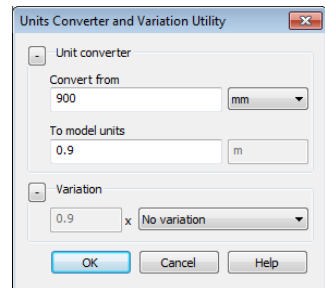 Units Converter and Variation Utility
- Unit converter
Convert from
900 mm
To model units
0.9 m
- Variation
0.9 x No variation
OK Cancel Help